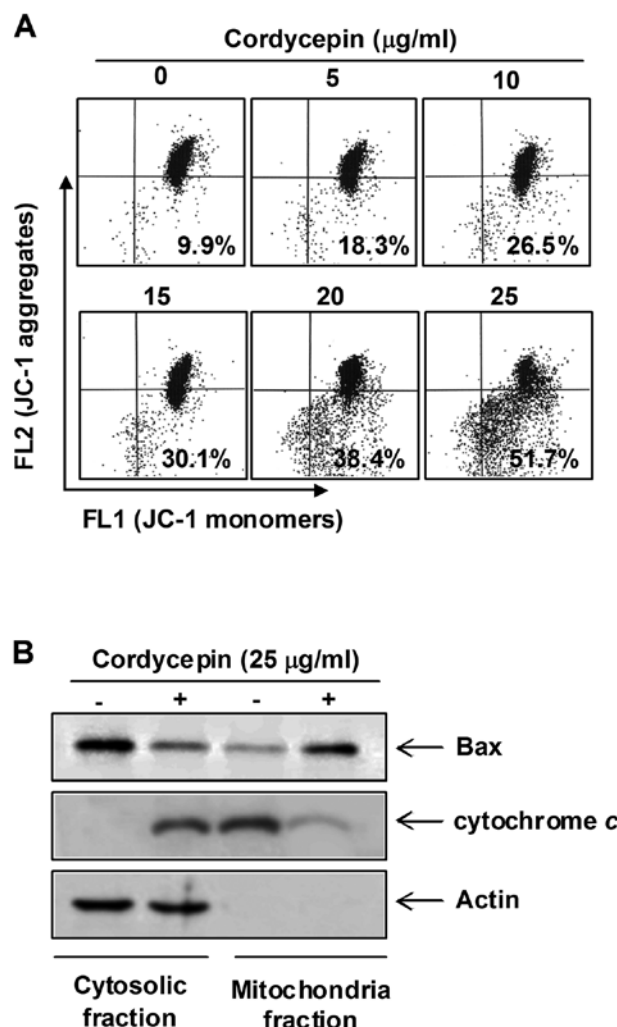 A
Cordycepin (μg/ml)
0 5 10
9.9% 18.3% 26.5%
15 20 25
30.1% 38.4% 51.7%
FL2 (JC-1 aggregates)
FL1 (JC-1 monomers)
B
Cordycepin (25 μg/ml)
- + - +
Bax
cytochrome c
Actin
Cytosolic fraction
Mitochondria fraction